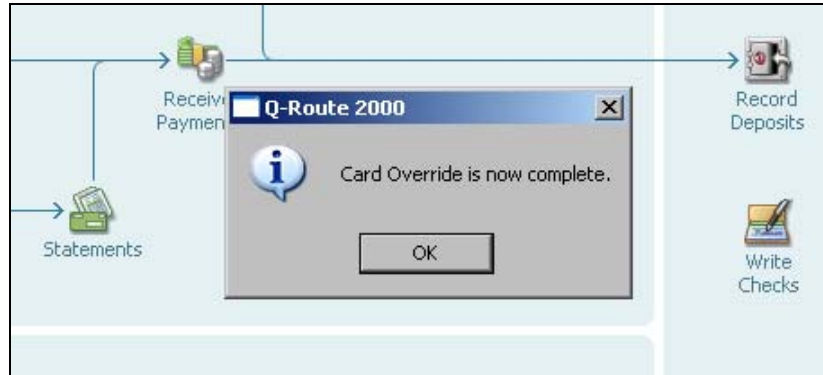 Receiv
Paymen
Q-Route 2000
Card Override is now complete.
OK
Statements
Record
Deposits
Write
Checks